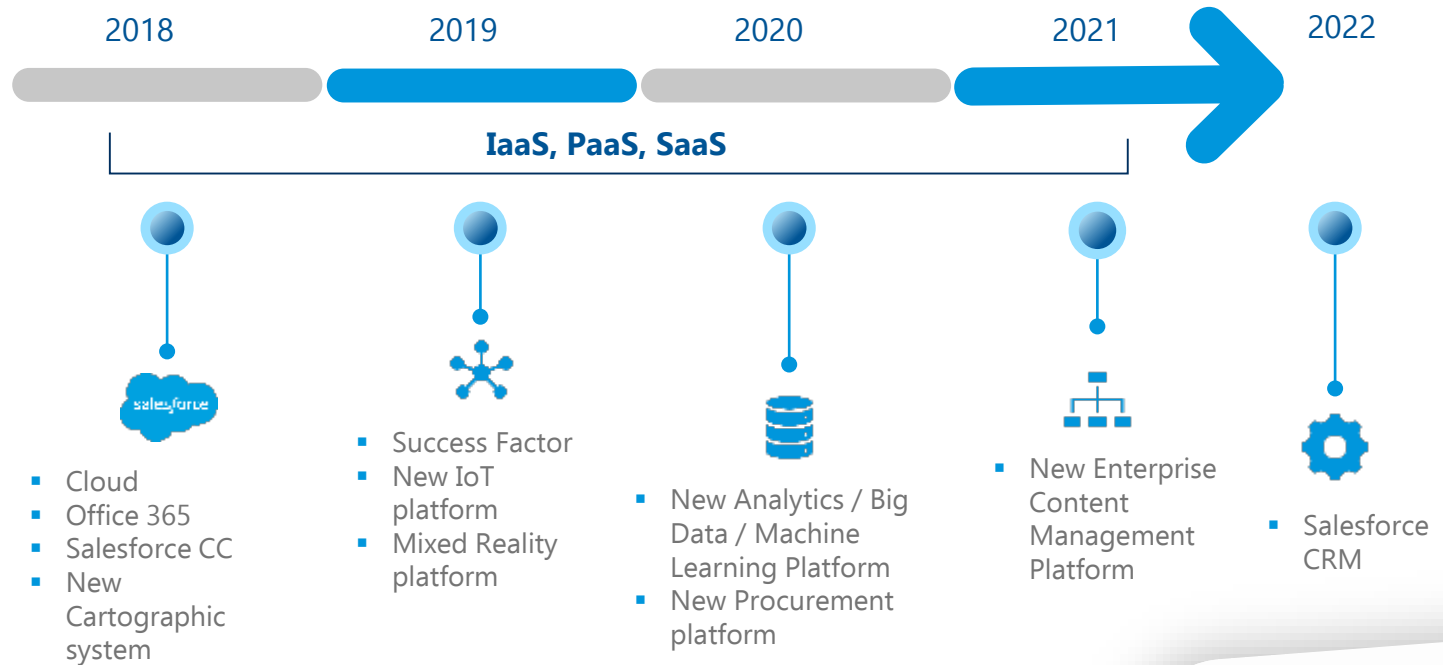 2018
2019
2020
2021
2022
IaaS, PaaS, SaaS
salesforce
Cloud
Office 365
Salesforce CC
New
Cartographic
system
Success Factor
New IoT
platform
Mixed Reality
platform
New Analytics / Big
Data / Machine
Learning Platform
New Procurement
platform
New Enterprise
Content
Management
Platform
Salesforce
CRM